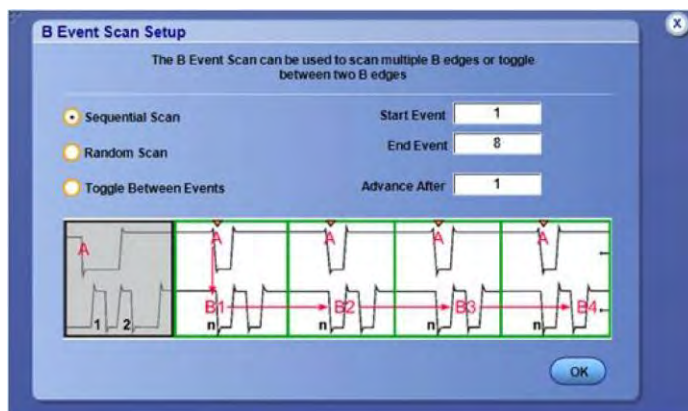 B Event Scan Setup
X
The B Event Scan can be used to scan multiple B edges or toggle
between two B edges
Sequential Scan
Start Event 1
End Event 8
Random Scan
Toggle Between Events
Advance After 1
A A A A A
B1 B2 B3 B4
1 2 n n n n
OK